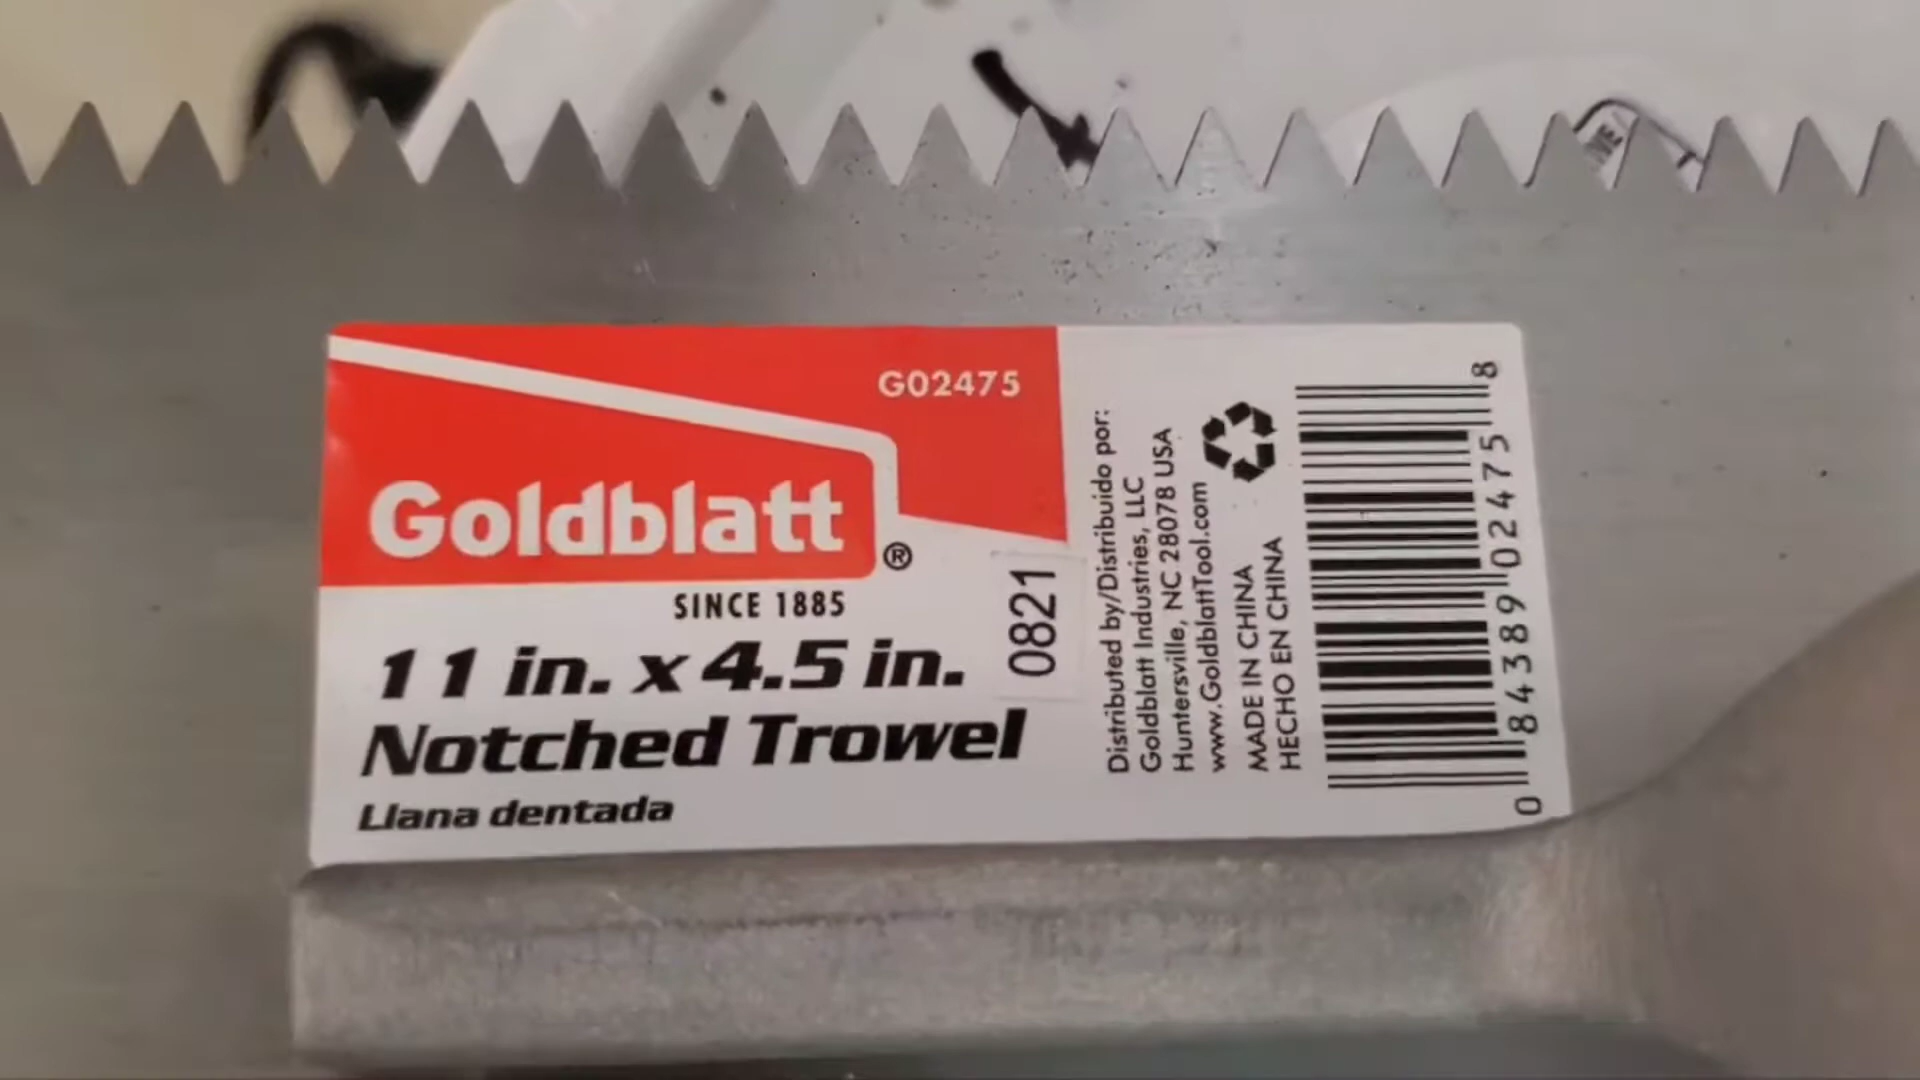 G02475
Goldblatt®
SINCE 1885
11 in. x 4.5 in.
Notched Trowel
Llana dentada
0821
Distributed by/Distribuido por:
Goldblatt Industries, LLC
Huntersville, NC 28078 USA
www.GoldblattTool.com
MADE IN CHINA
HECHO EN CHINA
0 84389 02475 8